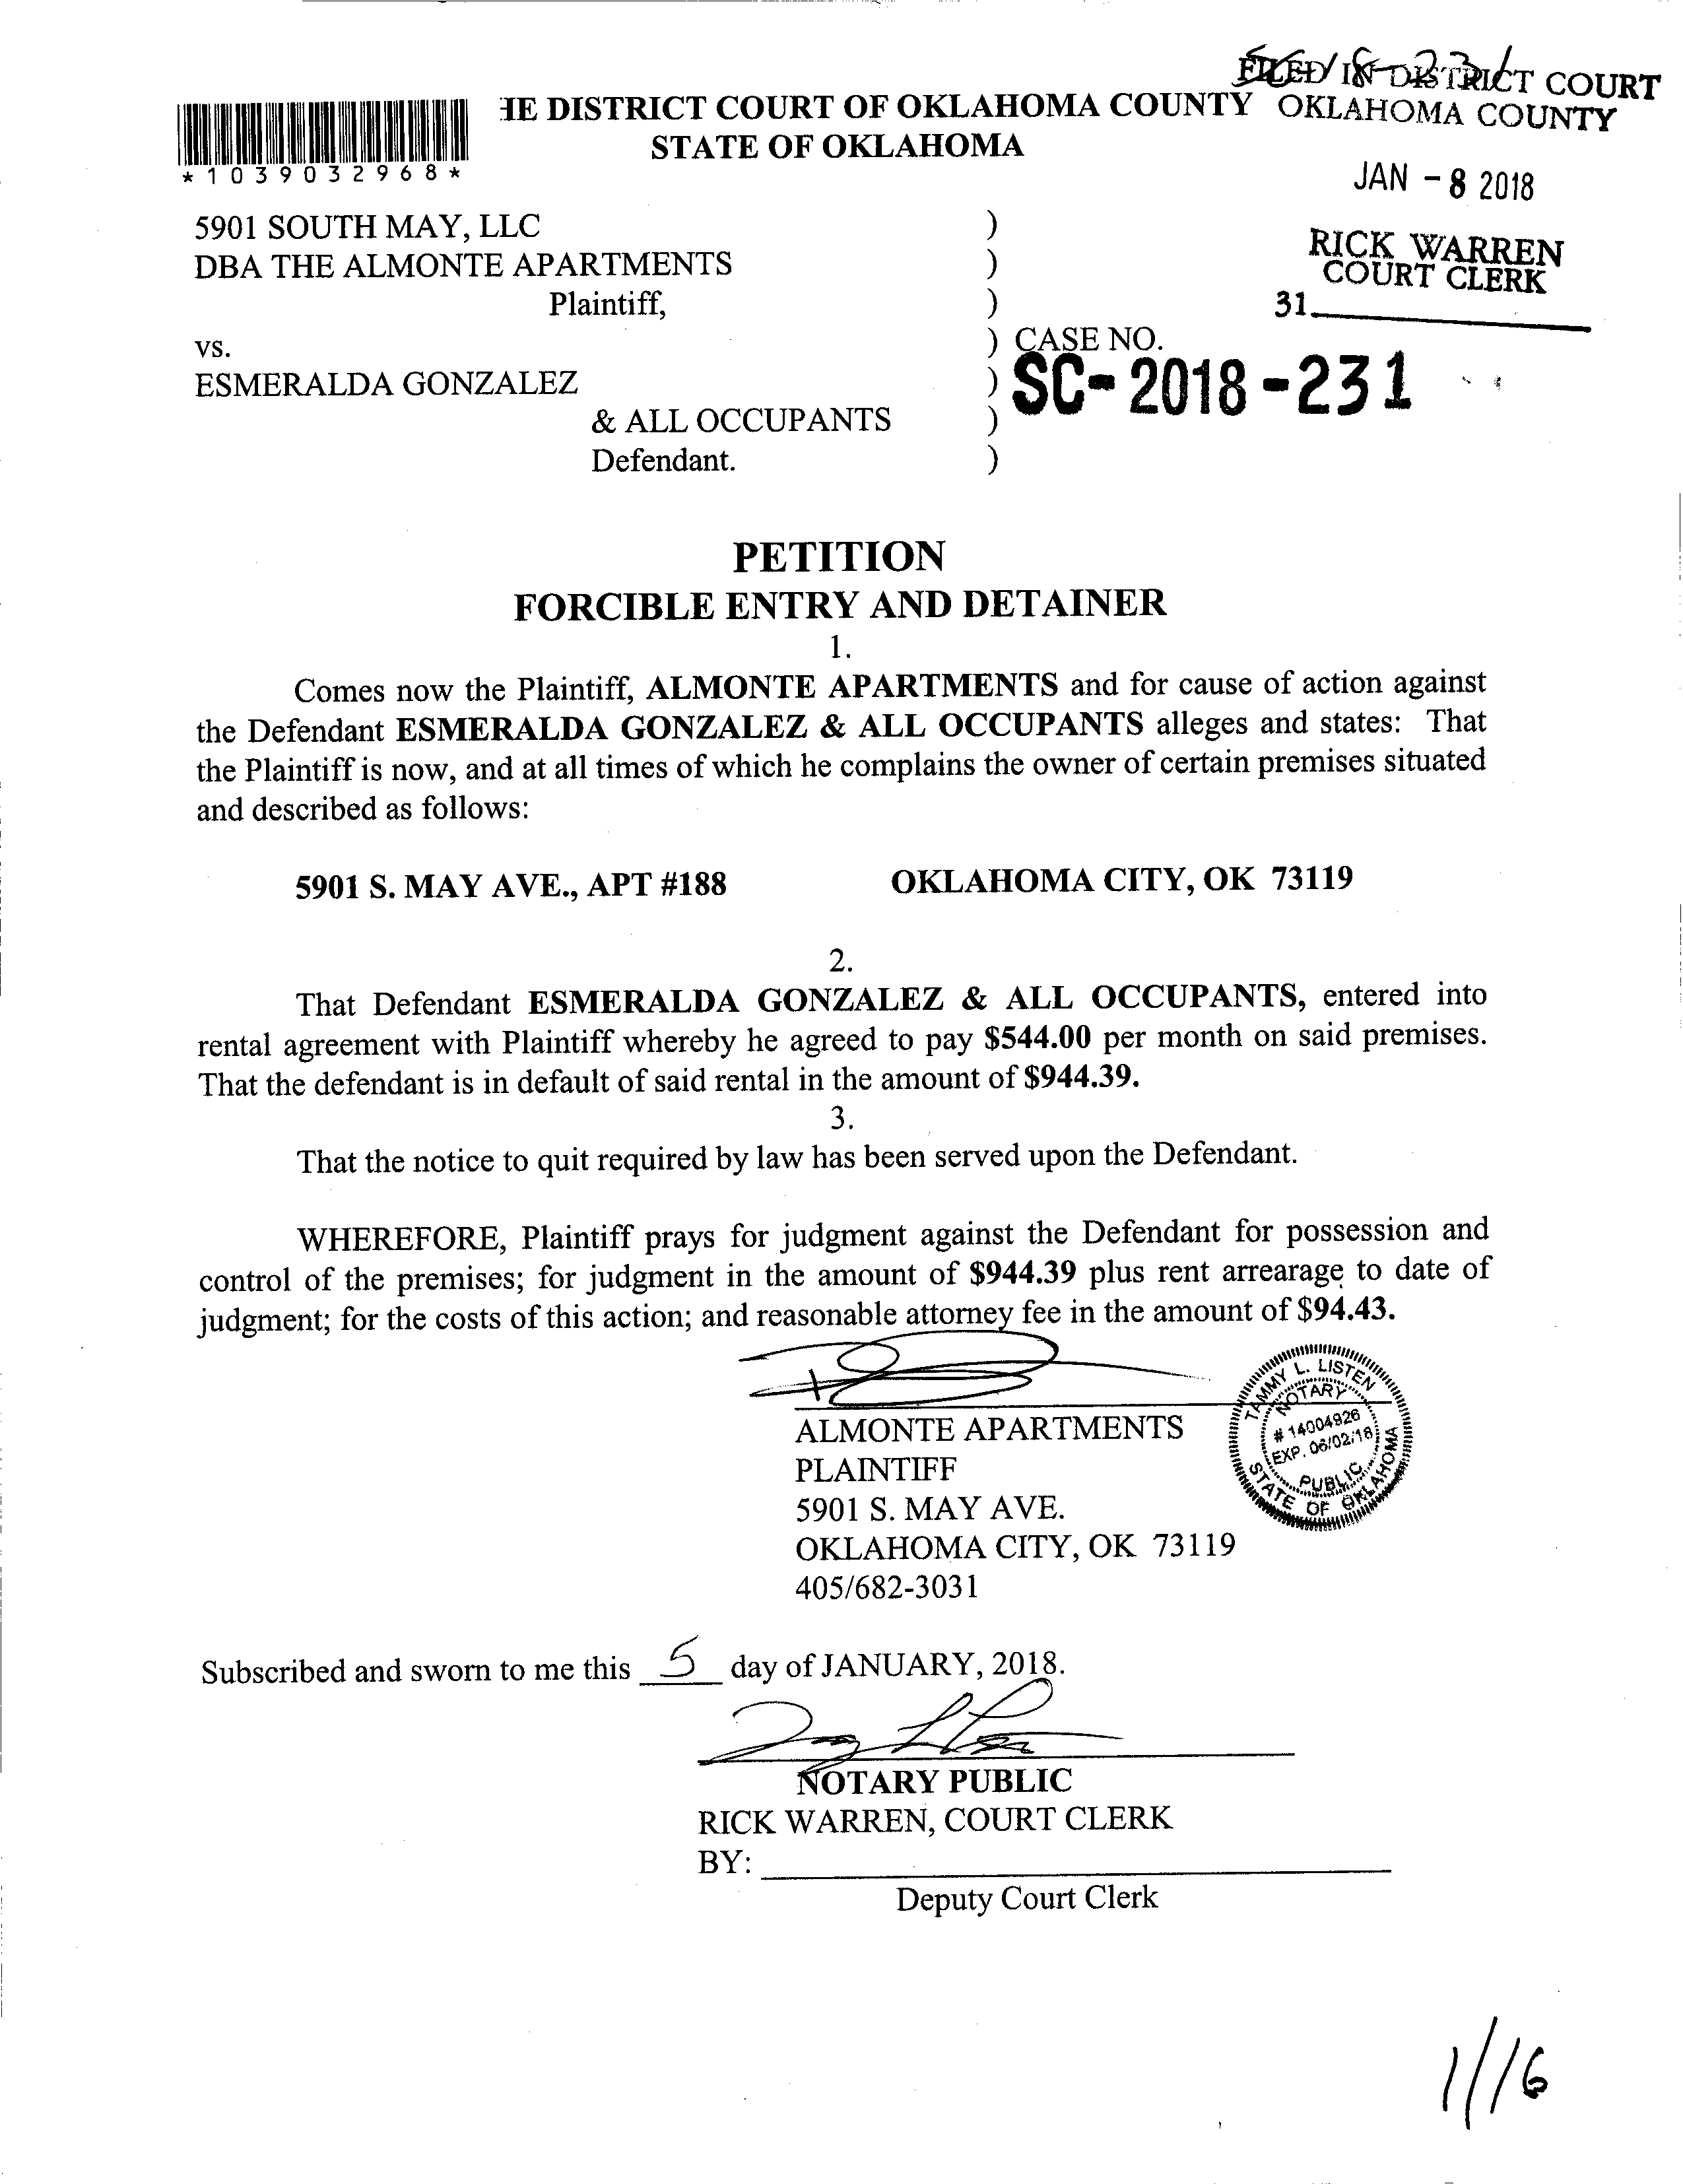 SC-18-231
FILED IN DISTRICT COURT
OKLAHOMA COUNTY
HE DISTRICT COURT OF OKLAHOMA COUNTY
STATE OF OKLAHOMA
*1039032968*
JAN -8 2018
RICK WARREN
COURT CLERK
31
5901 SOUTH MAY, LLC )
DBA THE ALMONTE APARTMENTS )
Plaintiff, )
vs. ) CASE NO.
ESMERALDA GONZALEZ ) SC-2018-231
& ALL OCCUPANTS )
Defendant. )
PETITION
FORCIBLE ENTRY AND DETAINER
1.
Comes now the Plaintiff, ALMONTE APARTMENTS and for cause of action against
the Defendant ESMERALDA GONZALEZ & ALL OCCUPANTS alleges and states: That
the Plaintiff is now, and at all times of which he complains the owner of certain premises situated
and described as follows:
5901 S. MAY AVE., APT #188 OKLAHOMA CITY, OK 73119
2.
That Defendant ESMERALDA GONZALEZ & ALL OCCUPANTS, entered into
rental agreement with Plaintiff whereby he agreed to pay $544.00 per month on said premises.
That the defendant is in default of said rental in the amount of $944.39.
3.
That the notice to quit required by law has been served upon the Defendant.
WHEREFORE, Plaintiff prays for judgment against the Defendant for possession and
control of the premises; for judgment in the amount of $944.39 plus rent arrearage to date of
judgment; for the costs of this action; and reasonable attorney fee in the amount of $94.43.
ALMONTE APARTMENTS
PLAINTIFF
5901 S. MAY AVE.
OKLAHOMA CITY, OK 73119
405/682-3031
TAMMY L. LISTEN
NOTARY
# 14004926
EXP. 06/02/18
PUBLIC
STATE OF OKLAHOMA
Subscribed and sworn to me this 5 day of JANUARY, 2018.
NOTARY PUBLIC
RICK WARREN, COURT CLERK
BY:
Deputy Court Clerk
1/16